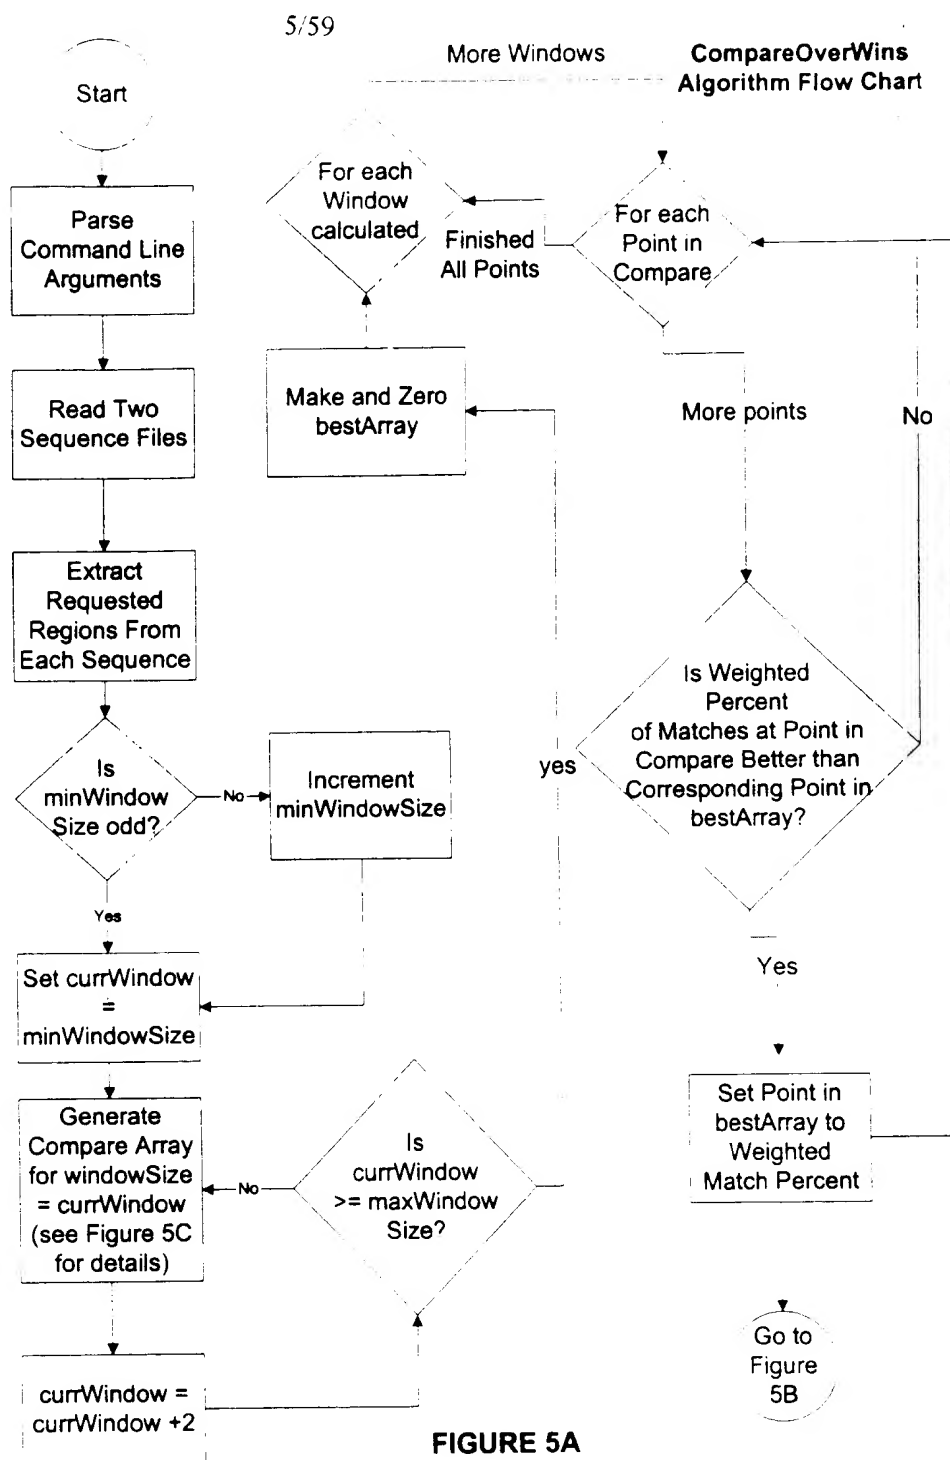 5/59
CompareOverWins
Algorithm Flow Chart
Start
Parse
Command Line
Arguments
Read Two
Sequence Files
Extract
Requested
Regions From
Each Sequence
Is
minWindow
Size odd?
No
Increment
minWindowSize
Yes
Set currWindow
=
minWindowSize
Generate
Compare Array
for windowSize
= currWindow
(see Figure 5C
for details)
currWindow =
currWindow +2
Is
currWindow
>= maxWindow
Size?
No
yes
Make and Zero
bestArray
For each
Window
calculated
More Windows
For each
Point in
Compare
Finished
All Points
More points
Is Weighted
Percent
of Matches at Point in
Compare Better than
Corresponding Point in
bestArray?
No
Yes
Set Point in
bestArray to
Weighted
Match Percent
Go to
Figure
5B
FIGURE 5A